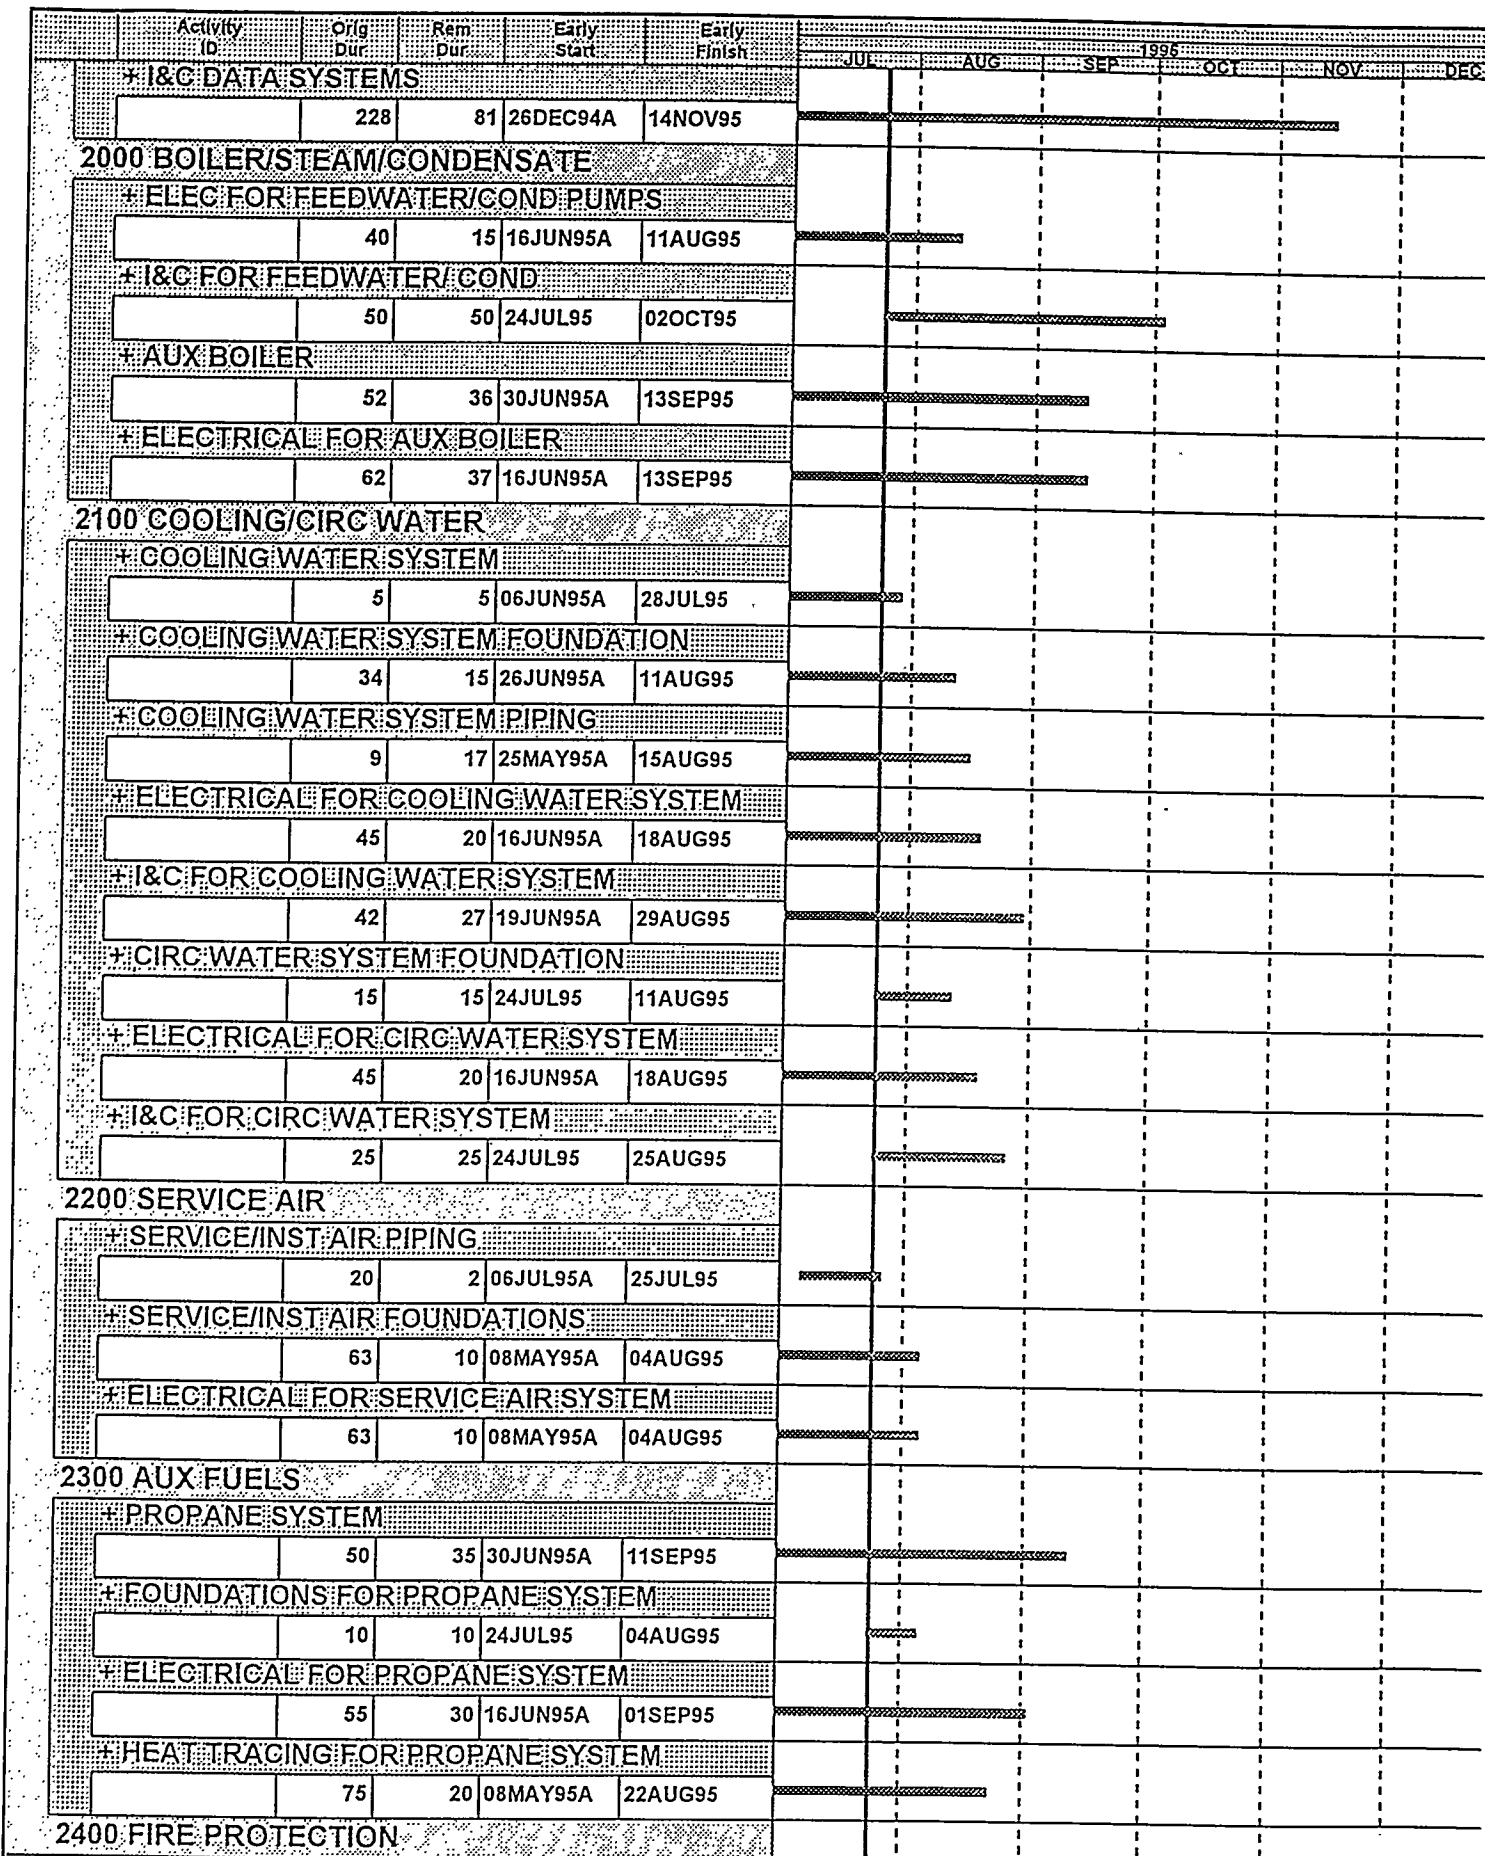 Activity ID Orig Dur Rem Dur Early Start Early Finish
1995
JUL AUG SEP OCT NOV DEC
+ I&C DATA SYSTEMS
228 81 26DEC94A 14NOV95
2000 BOILER/STEAM/CONDENSATE
+ ELEC FOR FEEDWATER/COND PUMPS
40 15 16JUN95A 11AUG95
+ I&C FOR FEEDWATER/ COND
50 50 24JUL95 02OCT95
+ AUX BOILER
52 36 30JUN95A 13SEP95
+ ELECTRICAL FOR AUX BOILER
62 37 16JUN95A 13SEP95
2100 COOLING/CIRC WATER
+ COOLING WATER SYSTEM
5 5 06JUN95A 28JUL95
+ COOLING WATER SYSTEM FOUNDATION
34 15 26JUN95A 11AUG95
+ COOLING WATER SYSTEM PIPING
9 17 25MAY95A 15AUG95
+ ELECTRICAL FOR COOLING WATER SYSTEM
45 20 16JUN95A 18AUG95
+ I&C FOR COOLING WATER SYSTEM
42 27 19JUN95A 29AUG95
+ CIRC WATER SYSTEM FOUNDATION
15 15 24JUL95 11AUG95
+ ELECTRICAL FOR CIRC WATER SYSTEM
45 20 16JUN95A 18AUG95
+ I&C FOR CIRC WATER SYSTEM
25 25 24JUL95 25AUG95
2200 SERVICE AIR
+ SERVICE/INST AIR PIPING
20 2 06JUL95A 25JUL95
+ SERVICE/INST AIR FOUNDATIONS
63 10 08MAY95A 04AUG95
+ ELECTRICAL FOR SERVICE AIR SYSTEM
63 10 08MAY95A 04AUG95
2300 AUX FUELS
+ PROPANE SYSTEM
50 35 30JUN95A 11SEP95
+ FOUNDATIONS FOR PROPANE SYSTEM
10 10 24JUL95 04AUG95
+ ELECTRICAL FOR PROPANE SYSTEM
55 30 16JUN95A 01SEP95
+ HEAT TRACING FOR PROPANE SYSTEM
75 20 08MAY95A 22AUG95
2400 FIRE PROTECTION